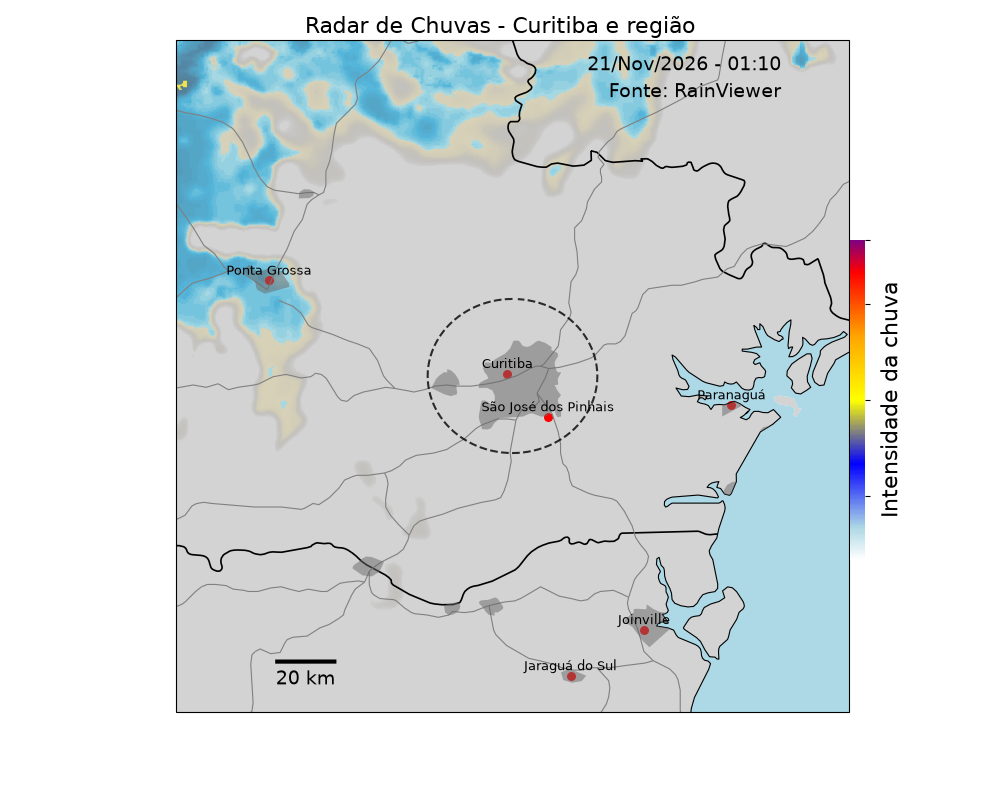 Radar de Chuvas - Curitiba e região
21/Nov/2026 - 01:10
Fonte: RainViewer
Ponta Grossa
Curitiba
Paranaguá
São José dos Pinhais
Intensidade da chuva
Joinville
Jaraguá do Sul
20 km